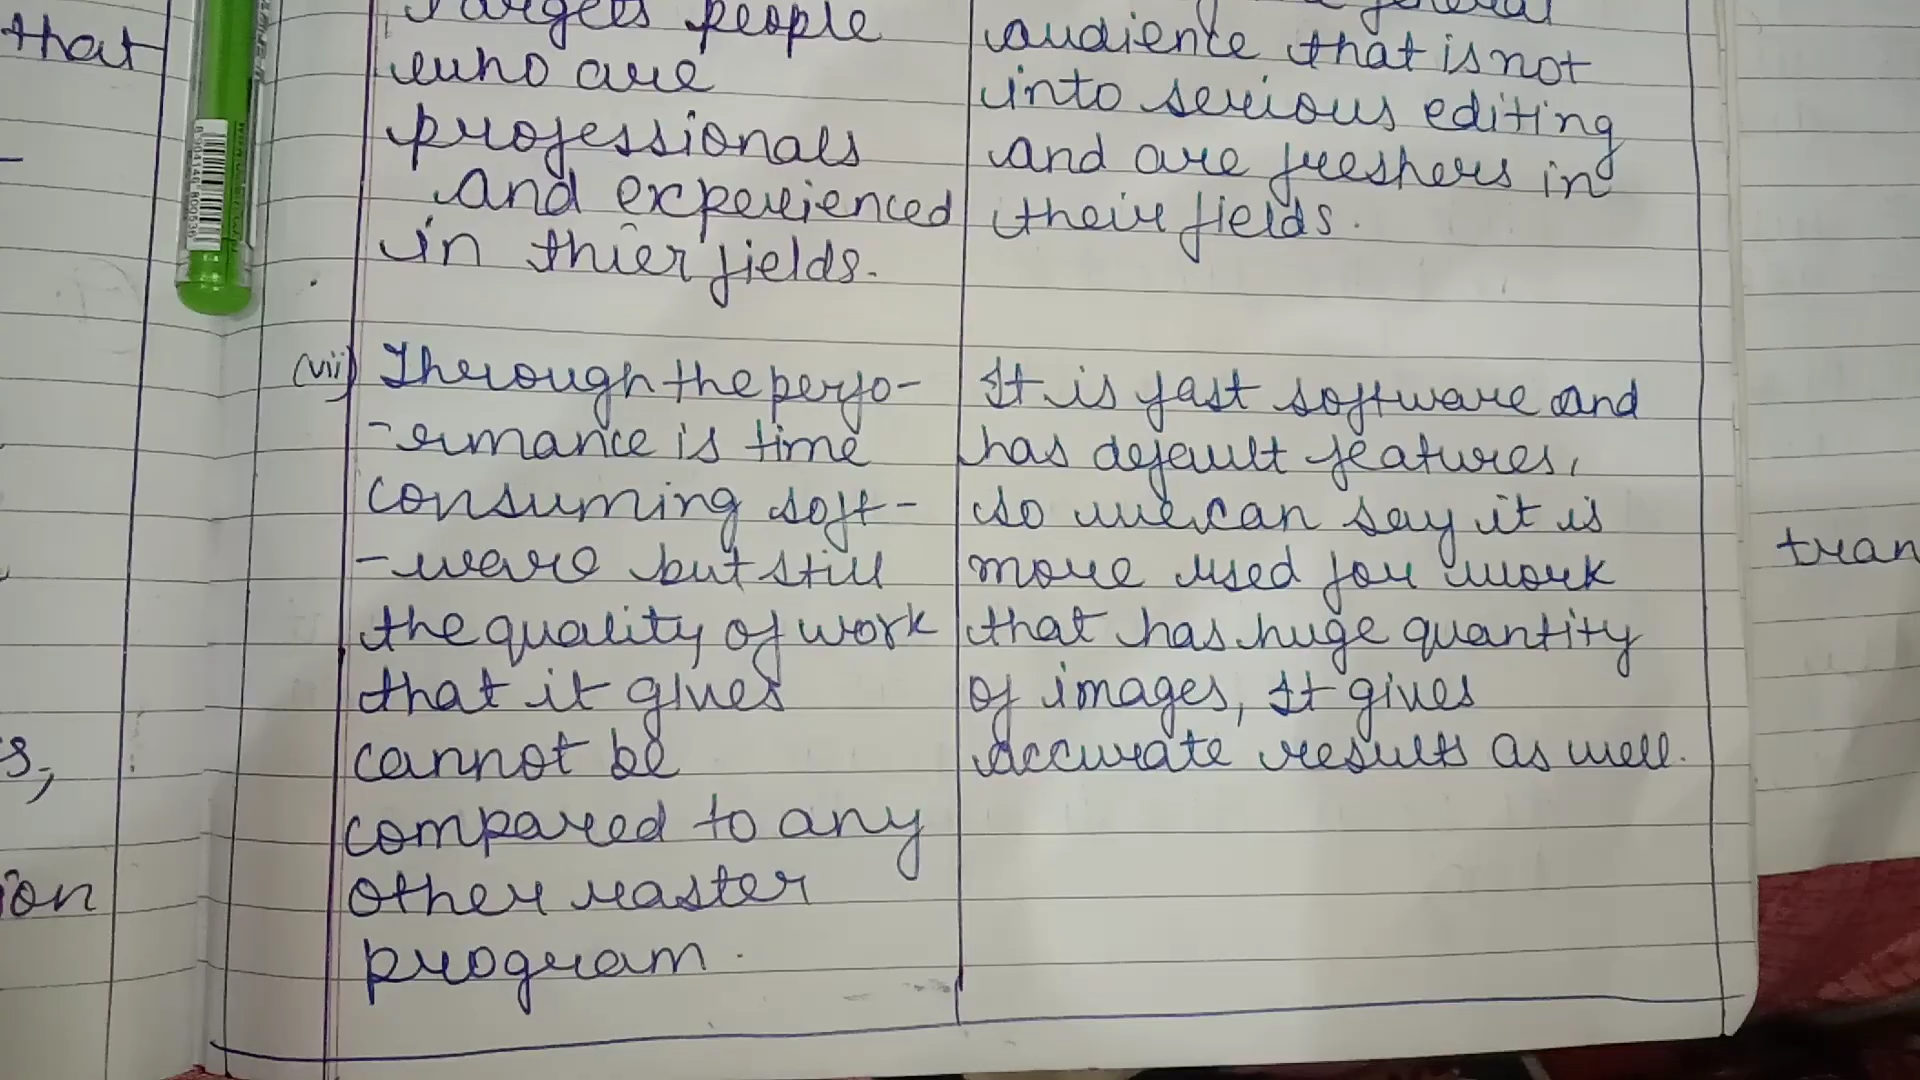 that
Targets people
who are
professionals
and experienced
in thier fields.
general
audience that is not
into serious editing
and are freshers in
their fields.
(vii) Through the perfo-
-ormance is time
consuming soft-
-ware but still
the quality of work
that it gives
cannot be
compared to any
other raster
program.
It is fast software and
has default features,
so we can say it is
more used for work
that has huge quantity
of images, It gives
accurate results as well.
s,
ion
tran